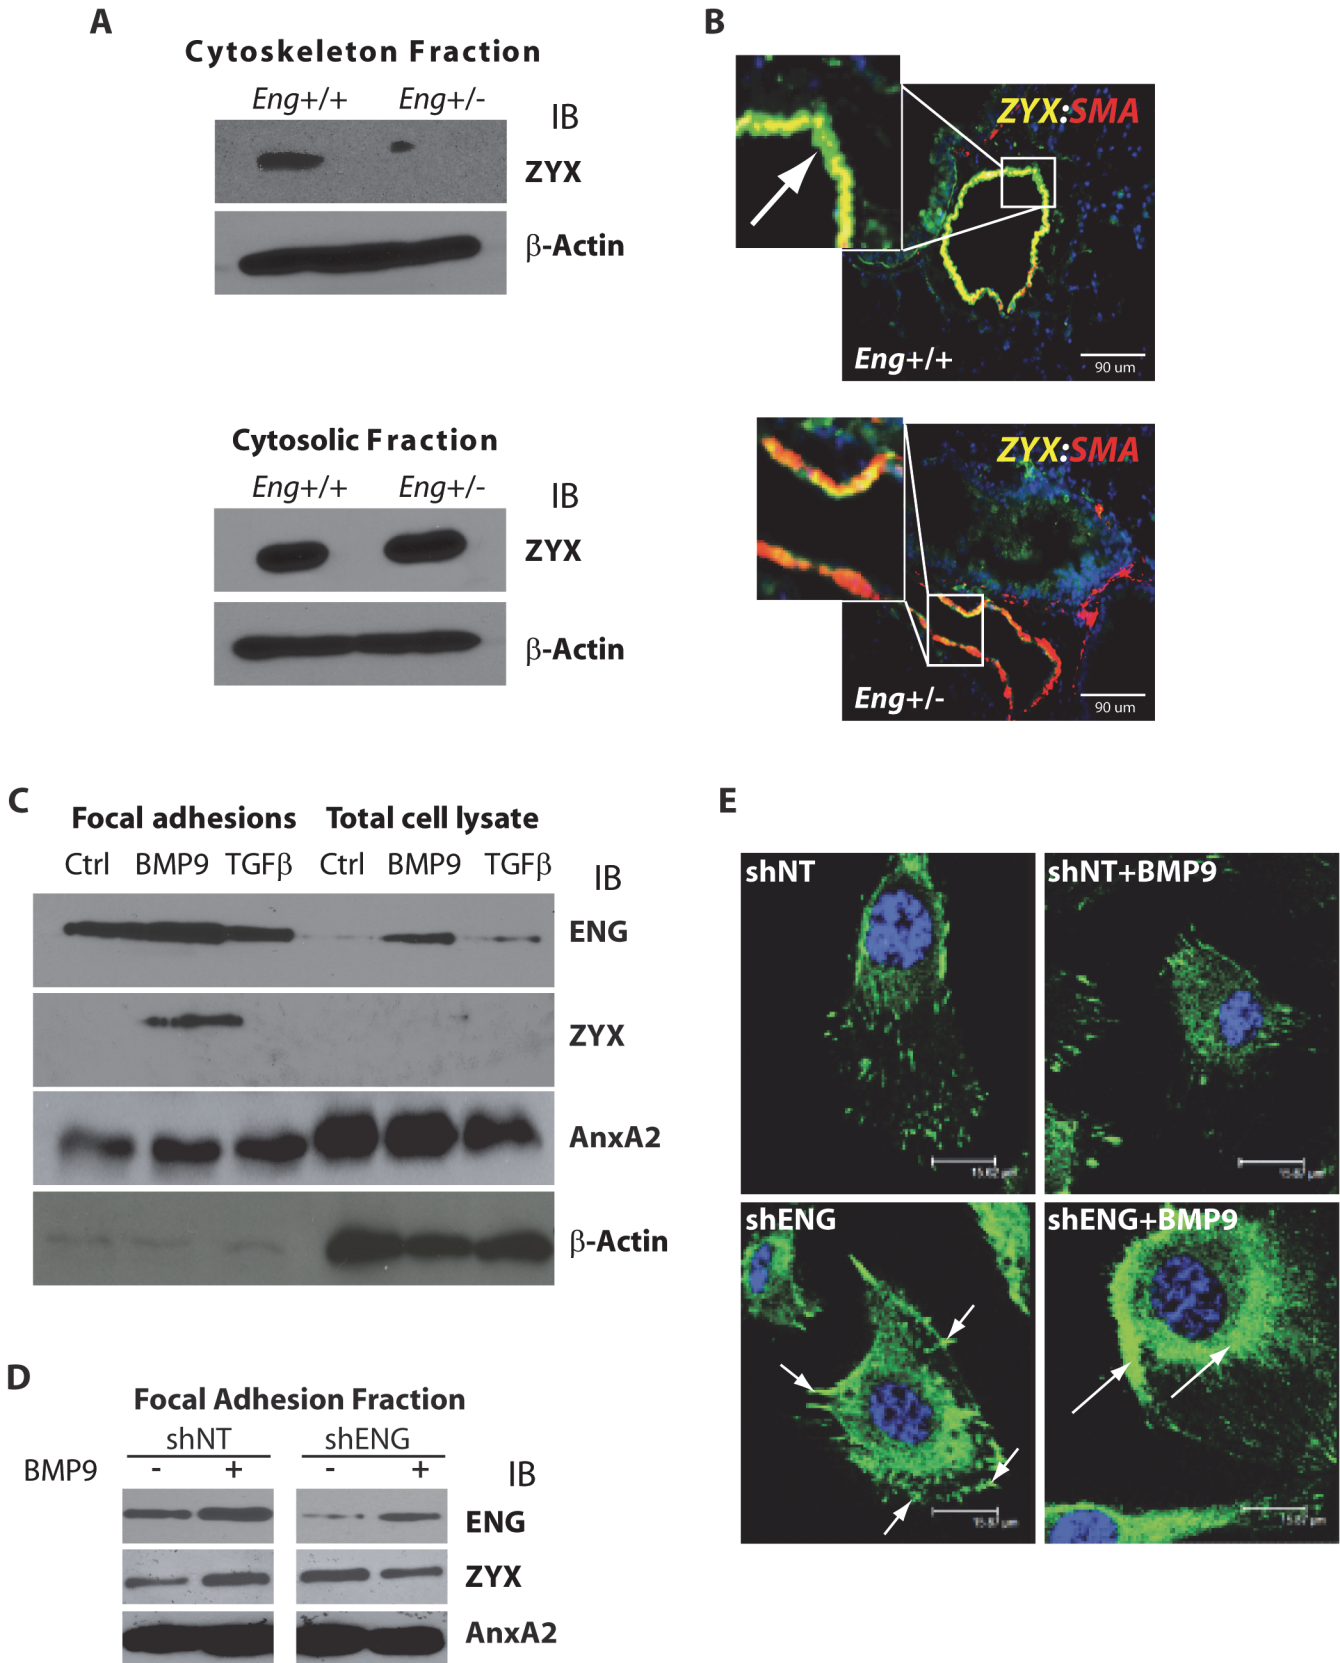 A
Cytoskeleton Fraction
Eng+/+ Eng+/-
IB
ZYX
β-Actin
Cytosolic Fraction
Eng+/+ Eng+/-
IB
ZYX
β-Actin
B
ZYX:SMA
Eng+/+
90 um
ZYX:SMA
Eng+/-
90 um
C
Focal adhesions Total cell lysate
Ctrl BMP9 TGFβ Ctrl BMP9 TGFβ
IB
ENG
ZYX
AnxA2
β-Actin
D
Focal Adhesion Fraction
shNT shENG
BMP9 - + - +
IB
ENG
ZYX
AnxA2
E
shNT
shNT+BMP9
shENG
shENG+BMP9